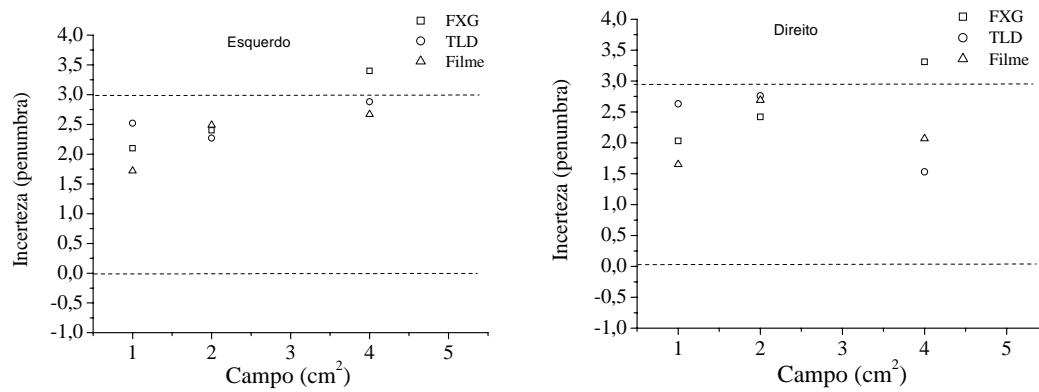 Esquerdo
FXG
TLD
Filme
4,0
3,5
3,0
2,5
2,0
1,5
1,0
0,5
0,0
-0,5
-1,0
Incerteza (penumbra)
1 2 3 4 5
Campo (cm²)
Direito
FXG
TLD
Filme
4,0
3,5
3,0
2,5
2,0
1,5
1,0
0,5
0,0
-0,5
-1,0
Incerteza (penumbra)
1 2 3 4 5
Campo (cm²)